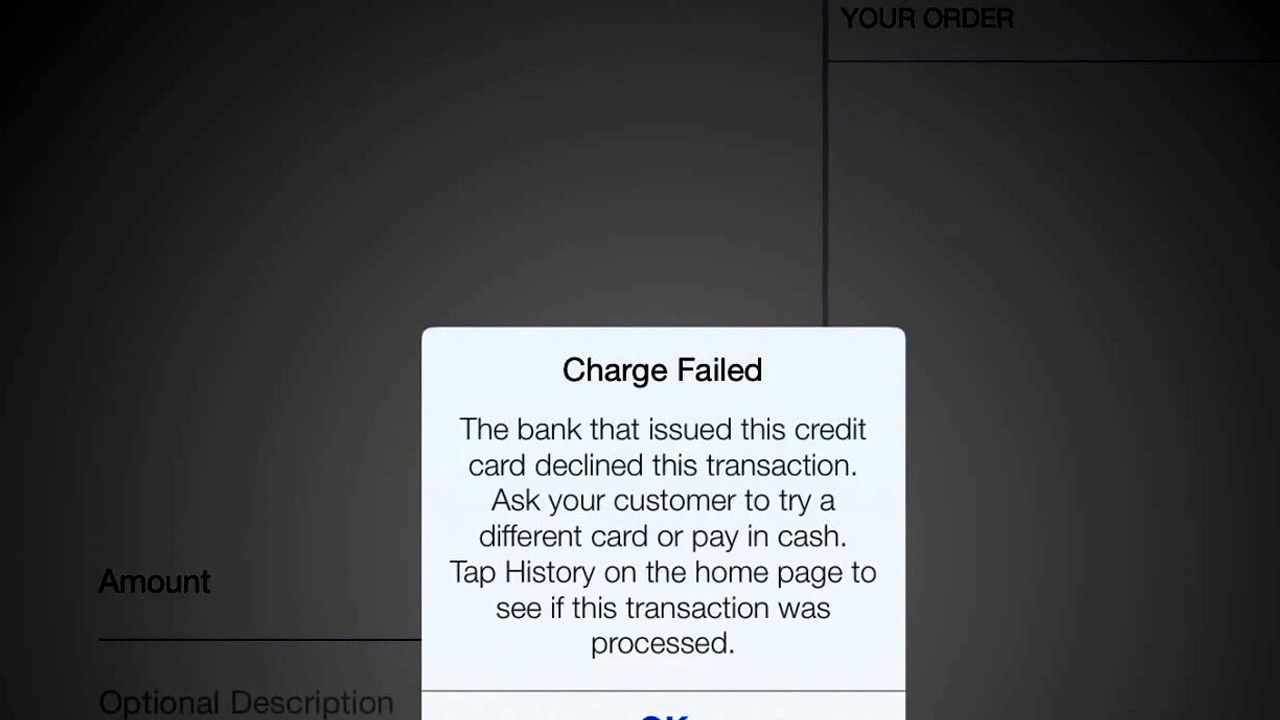 YOUR ORDER
Charge Failed
The bank that issued this credit
card declined this transaction.
Ask your customer to try a
different card or pay in cash.
Tap History on the home page to
see if this transaction was
processed.
Amount
Optional Description
OK